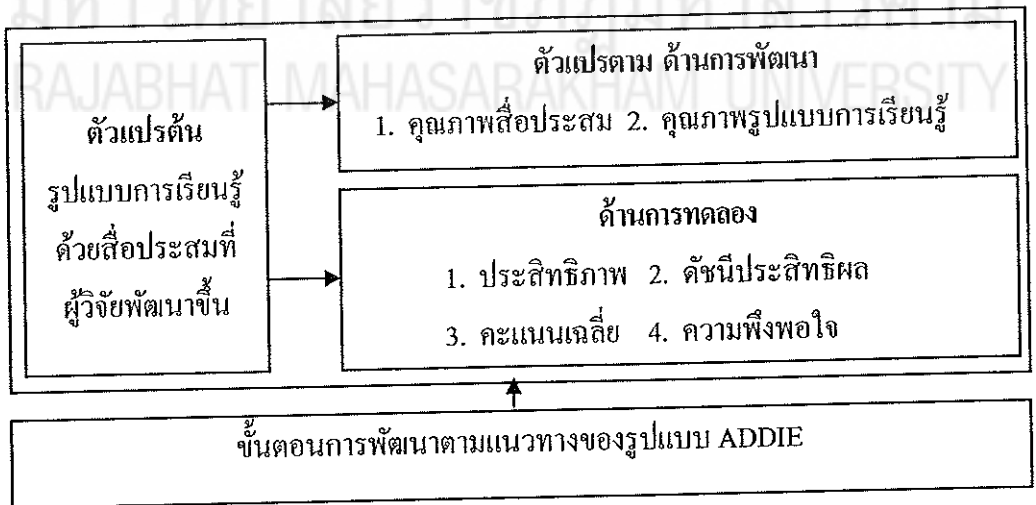 RAJABHAT MAHASARAKHAM UNIVERSITY
ตัวแปรต้น
รูปแบบการเรียนรู้
ด้วยสื่อประสมที่
ผู้วิจัยพัฒนาขึ้น
ตัวแปรตาม ด้านการพัฒนา
1. คุณภาพสื่อประสม 2. คุณภาพรูปแบบการเรียนรู้
ด้านการทดลอง
1. ประสิทธิภาพ 2. ดัชนีประสิทธิผล
3. คะแนนเฉลี่ย 4. ความพึงพอใจ
ขั้นตอนการพัฒนาตามแนวทางของรูปแบบ ADDIE